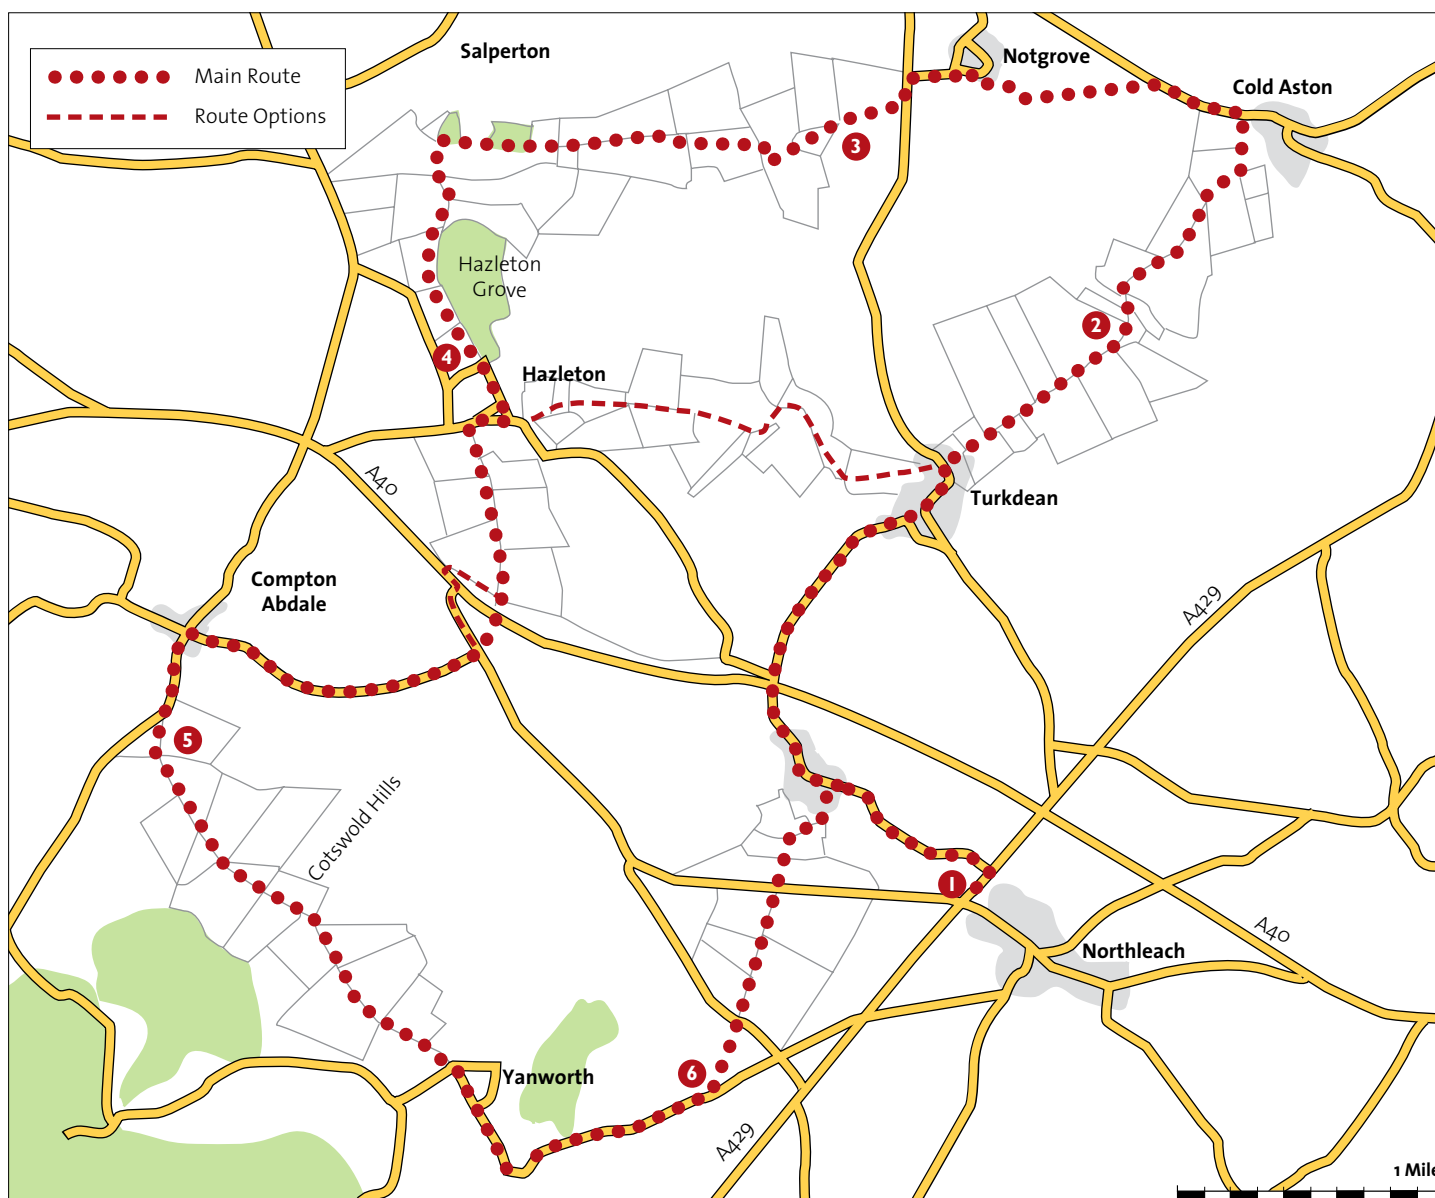 Salperton
Notgrove
Main Route
Cold Aston
Route Options
3
Hazleton
Grove
2
4
Hazleton
A40
Turkdean
Compton
Abdale
A429
5
Cotswold Hills
1
A40
Northleach
6
Yanworth
A429
1 Mile